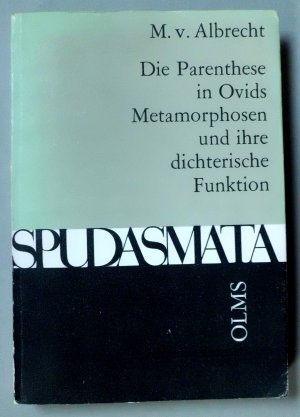 M. v. Albrecht
Die Parenthese
in Ovids
Metamorphosen
und ihre
dichterische
Funktion
SPUDASMATA
OLMS